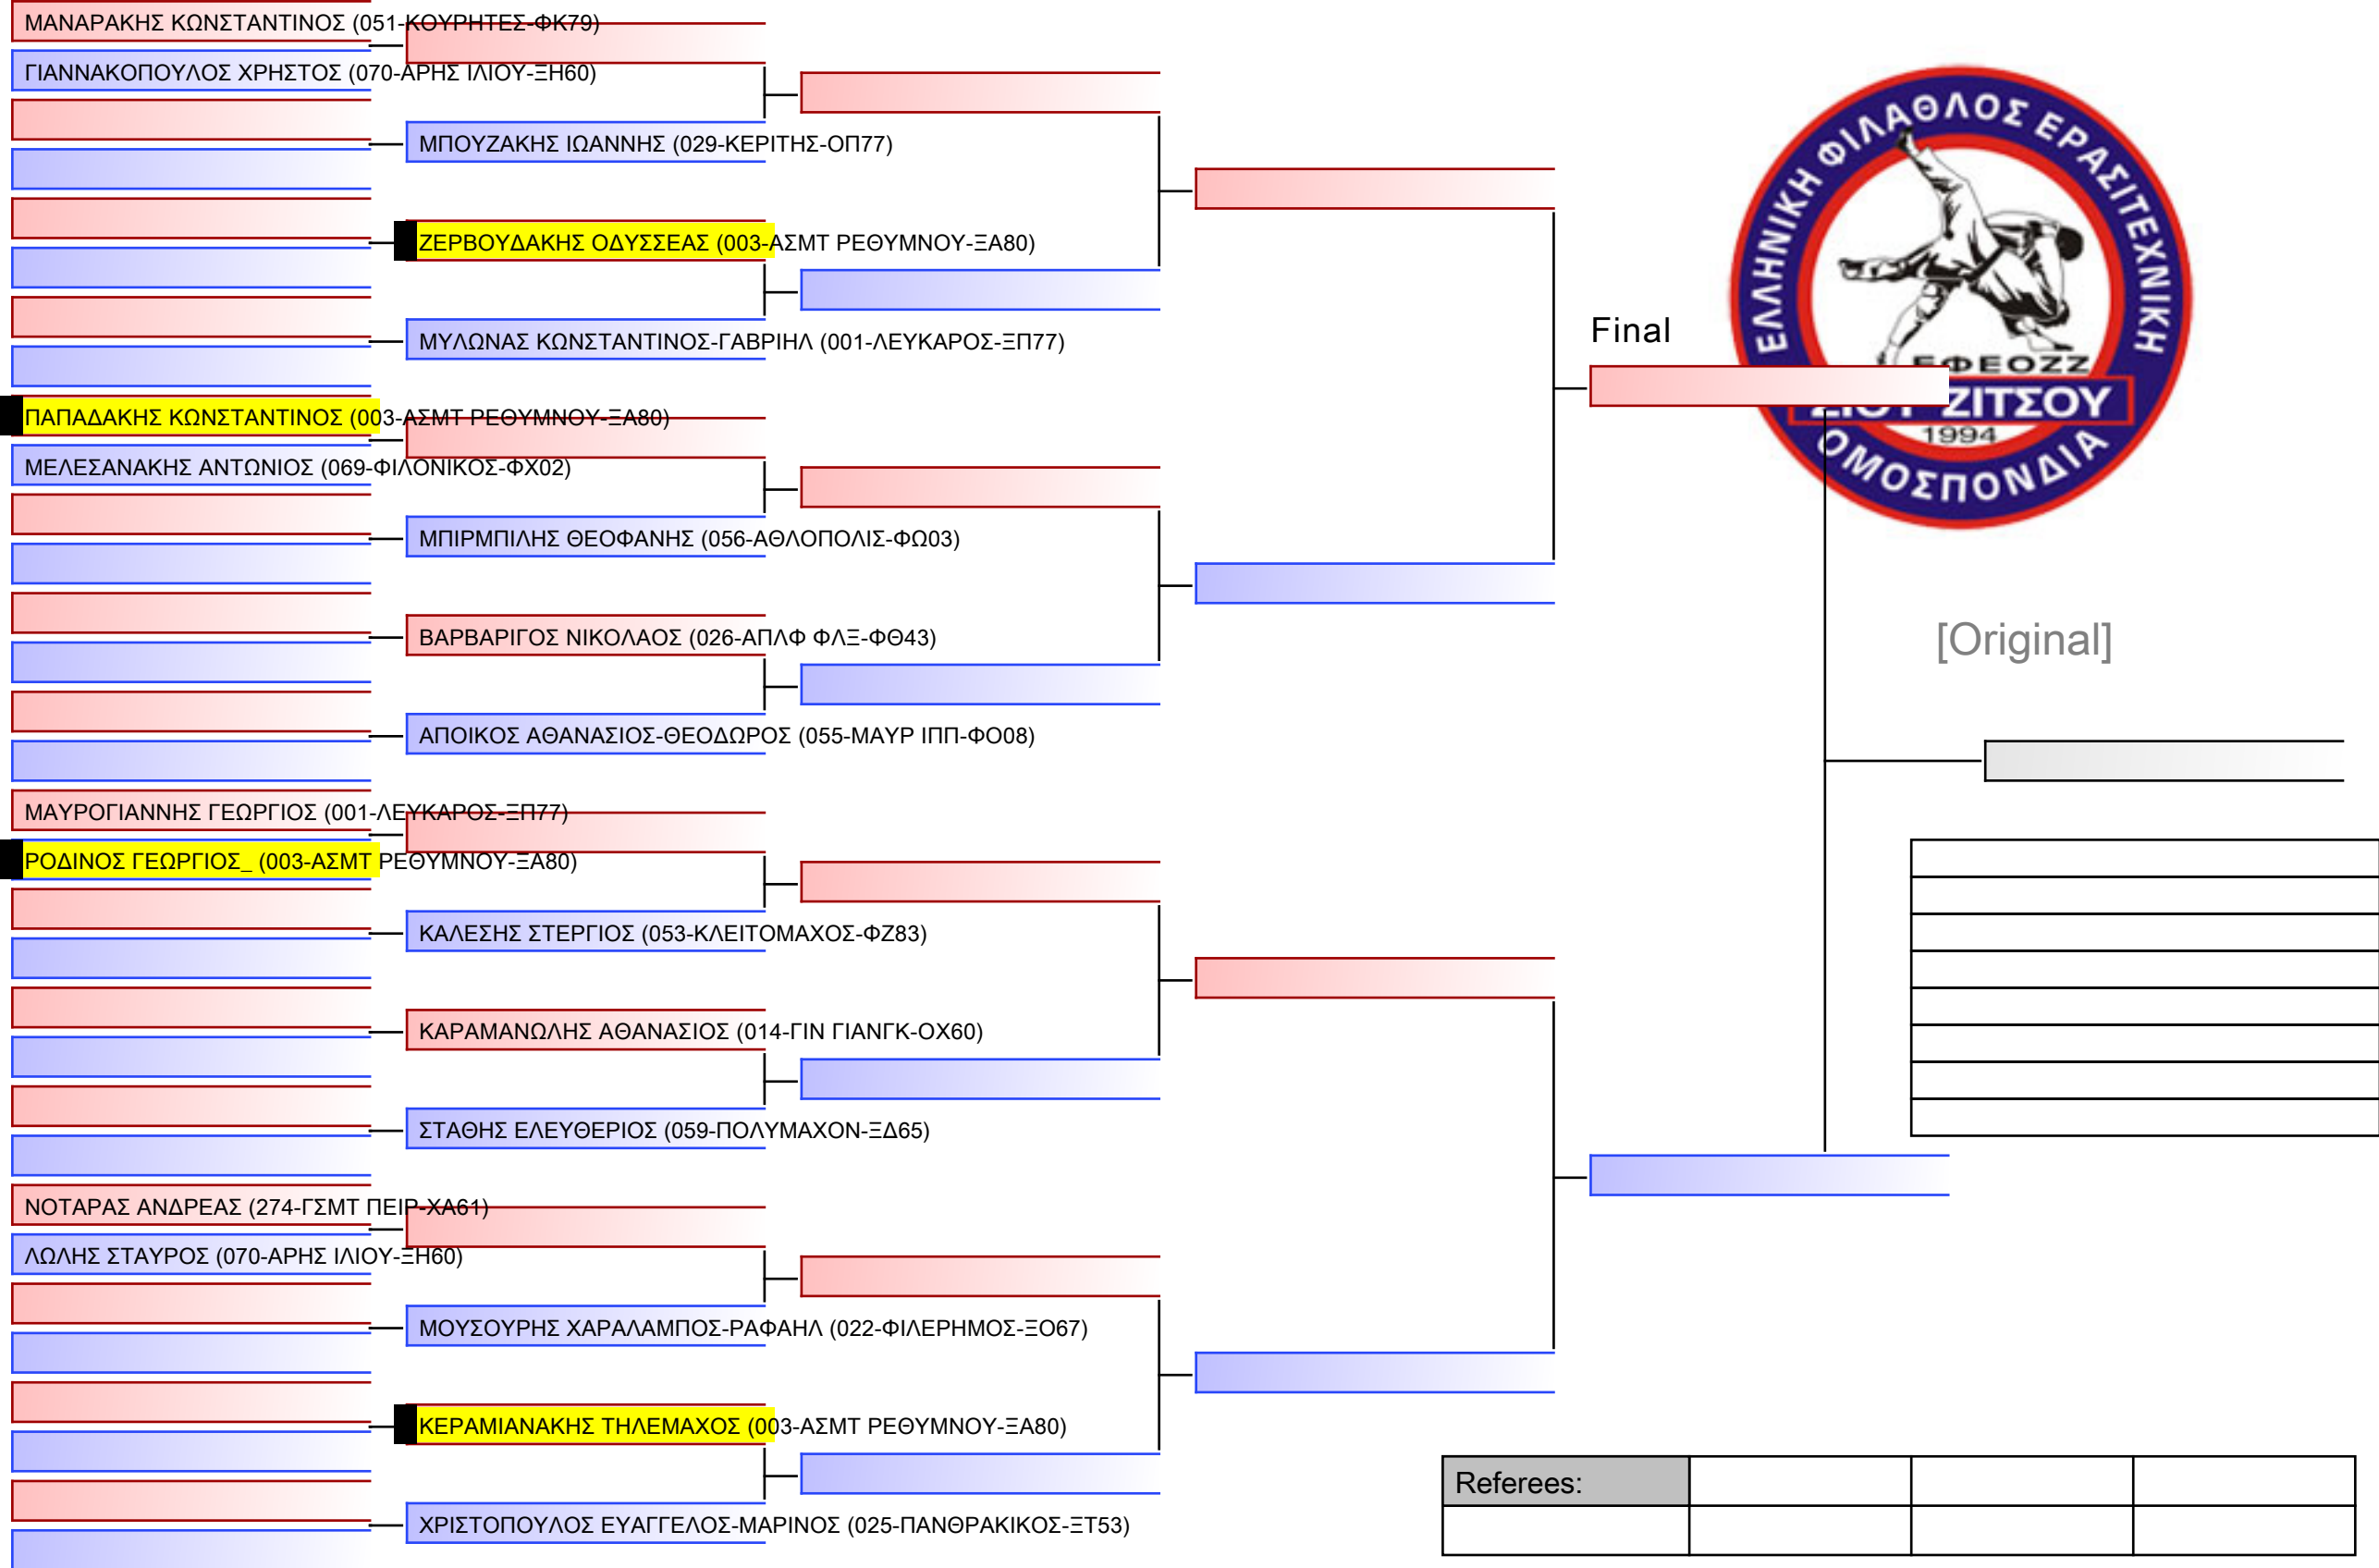 ΜΑΝΑΡΑΚΗΣ ΚΩΝΣΤΑΝΤΙΝΟΣ (051-ΚΟΥΡΗΤΕΣ-ΦΚ79)
ΓΙΑΝΝΑΚΟΠΟΥΛΟΣ ΧΡΗΣΤΟΣ (070-ΑΡΗΣ ΙΛΙΟΥ-ΞΗ60)
ΜΠΟΥΖΑΚΗΣ ΙΩΑΝΝΗΣ (029-ΚΕΡΙΤΗΣ-ΟΠ77)
ΖΕΡΒΟΥΔΑΚΗΣ ΟΔΥΣΣΕΑΣ (003-ΑΣΜΤ ΡΕΘΥΜΝΟΥ-ΞΑ80)
ΜΥΛΩΝΑΣ ΚΩΝΣΤΑΝΤΙΝΟΣ-ΓΑΒΡΙΗΛ (001-ΛΕΥΚΑΡΟΣ-ΞΠ77)
ΠΑΠΑΔΑΚΗΣ ΚΩΝΣΤΑΝΤΙΝΟΣ (003-ΑΣΜΤ ΡΕΘΥΜΝΟΥ-ΞΑ80)
ΜΕΛΕΣΑΝΑΚΗΣ ΑΝΤΩΝΙΟΣ (069-ΦΙΛΟΝΙΚΟΣ-ΦΧ02)
ΜΠΙΡΜΠΙΛΗΣ ΘΕΟΦΑΝΗΣ (056-ΑΘΛΟΠΟΛΙΣ-ΦΩ03)
ΒΑΡΒΑΡΙΓΟΣ ΝΙΚΟΛΑΟΣ (026-ΑΠΛΦ ΦΛΞ-ΦΘ43)
ΑΠΟΙΚΟΣ ΑΘΑΝΑΣΙΟΣ-ΘΕΟΔΩΡΟΣ (055-ΜΑΥΡ ΙΠΠ-ΦΟ08)
ΜΑΥΡΟΓΙΑΝΝΗΣ ΓΕΩΡΓΙΟΣ (001-ΛΕΥΚΑΡΟΣ-ΞΠ77)
ΡΟΔΙΝΟΣ ΓΕΩΡΓΙΟΣ_ (003-ΑΣΜΤ ΡΕΘΥΜΝΟΥ-ΞΑ80)
ΚΑΛΕΣΗΣ ΣΤΕΡΓΙΟΣ (053-ΚΛΕΙΤΟΜΑΧΟΣ-ΦΖ83)
ΚΑΡΑΜΑΝΩΛΗΣ ΑΘΑΝΑΣΙΟΣ (014-ΓΙΝ ΓΙΑΝΓΚ-ΟΧ60)
ΣΤΑΘΗΣ ΕΛΕΥΘΕΡΙΟΣ (059-ΠΟΛΥΜΑΧΟΝ-ΞΔ65)
ΝΟΤΑΡΑΣ ΑΝΔΡΕΑΣ (274-ΓΣΜΤ ΠΕΙΡ-ΧΑ61)
ΛΩΛΗΣ ΣΤΑΥΡΟΣ (070-ΑΡΗΣ ΙΛΙΟΥ-ΞΗ60)
ΜΟΥΣΟΥΡΗΣ ΧΑΡΑΛΑΜΠΟΣ-ΡΑΦΑΗΛ (022-ΦΙΛΕΡΗΜΟΣ-ΞΟ67)
ΚΕΡΑΜΙΑΝΑΚΗΣ ΤΗΛΕΜΑΧΟΣ (003-ΑΣΜΤ ΡΕΘΥΜΝΟΥ-ΞΑ80)
ΧΡΙΣΤΟΠΟΥΛΟΣ ΕΥΑΓΓΕΛΟΣ-ΜΑΡΙΝΟΣ (025-ΠΑΝΘΡΑΚΙΚΟΣ-ΞΤ53)
Final
ΕΛΛΗΝΙΚΗ ΦΙΛΑΘΛΟΣ ΕΡΑΣΙΤΕΧΝΙΚΗ
ΕΦΕΟΖΖ
ΖΙΟΥ ΖΙΤΣΟΥ
1994
ΟΜΟΣΠΟΝΔΙΑ
[Original]
Referees: